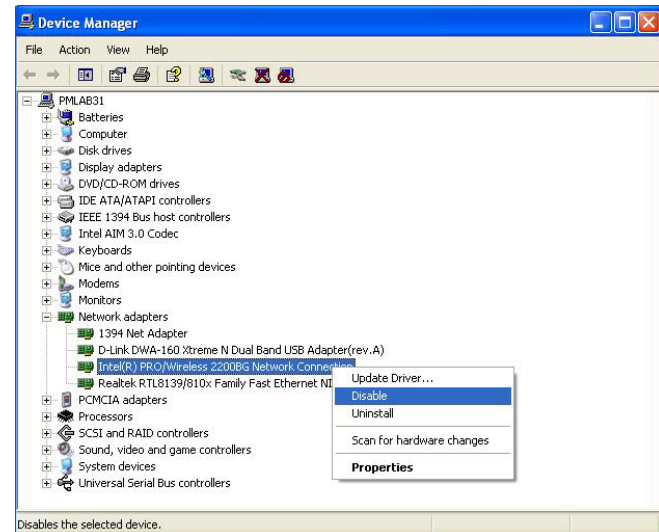 Device Manager
File Action View Help
PMLAB31
Batteries
Computer
Disk drives
Display adapters
DVD/CD-ROM drives
IDE ATA/ATAPI controllers
IEEE 1394 Bus host controllers
Intel AIM 3.0 Codec
Keyboards
Mice and other pointing devices
Modems
Monitors
Network adapters
1394 Net Adapter
D-Link DWA-160 Xtreme N Dual Band USB Adapter(rev.A)
Intel(R) PRO/Wireless 2200BG Network Connection
Realtek RTL8139/810x Family Fast Ethernet NI
PCMCIA adapters
Processors
SCSI and RAID controllers
Sound, video and game controllers
System devices
Universal Serial Bus controllers
Update Driver...
Disable
Uninstall
Scan for hardware changes
Properties
Disables the selected device.